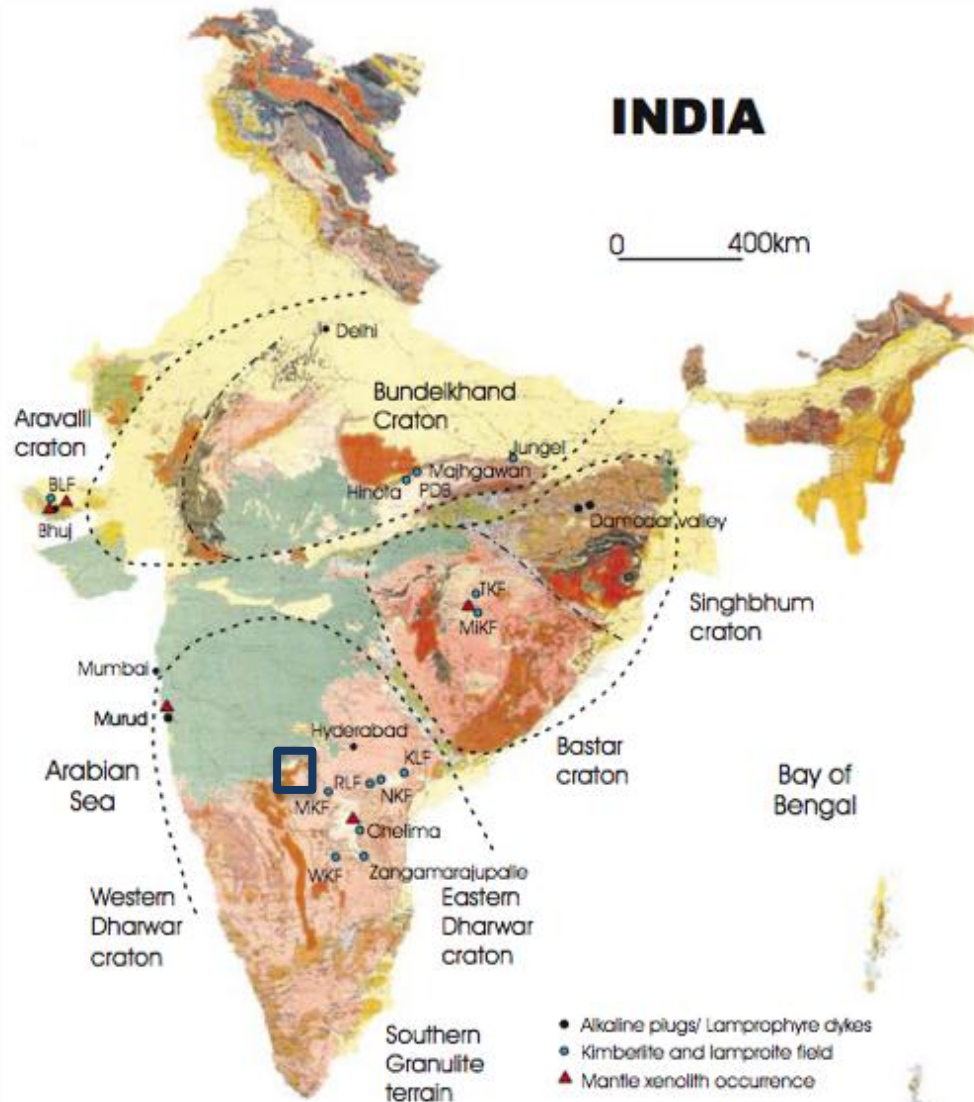 INDIA
0 400km
Delhi
Bundelkhand
Craton
Aravalli
craton
Jungel
Majhgawan
Hinota
PDB
BLF
Bhuj
Damodar valley
TKF
MiKF
Singhbhum
craton
Mumbai
Murud
Hyderabad
Bastar
craton
Arabian
Sea
KLF
RLF
NKF
MKF
Bay of
Bengal
Chelima
WKF
Zangamarajupalle
Western
Dharwar
craton
Eastern
Dharwar
craton
Southern
Granulite
terrain
Alkaline plugs/ Lamprophyre dykes
Kimberlite and lamproite field
Mantle xenolith occurrence